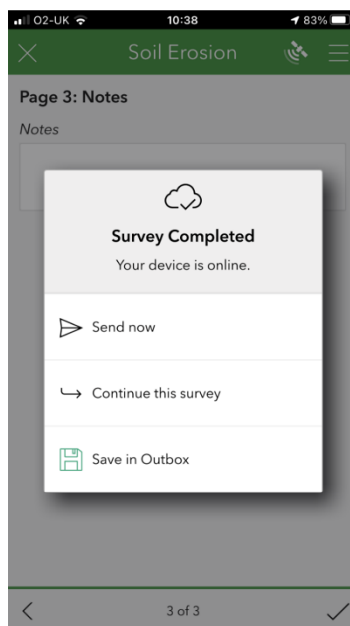 O2-UK 10:38 83%
Soil Erosion
Page 3: Notes
Notes
Survey Completed
Your device is online.
Send now
Continue this survey
Save in Outbox
3 of 3